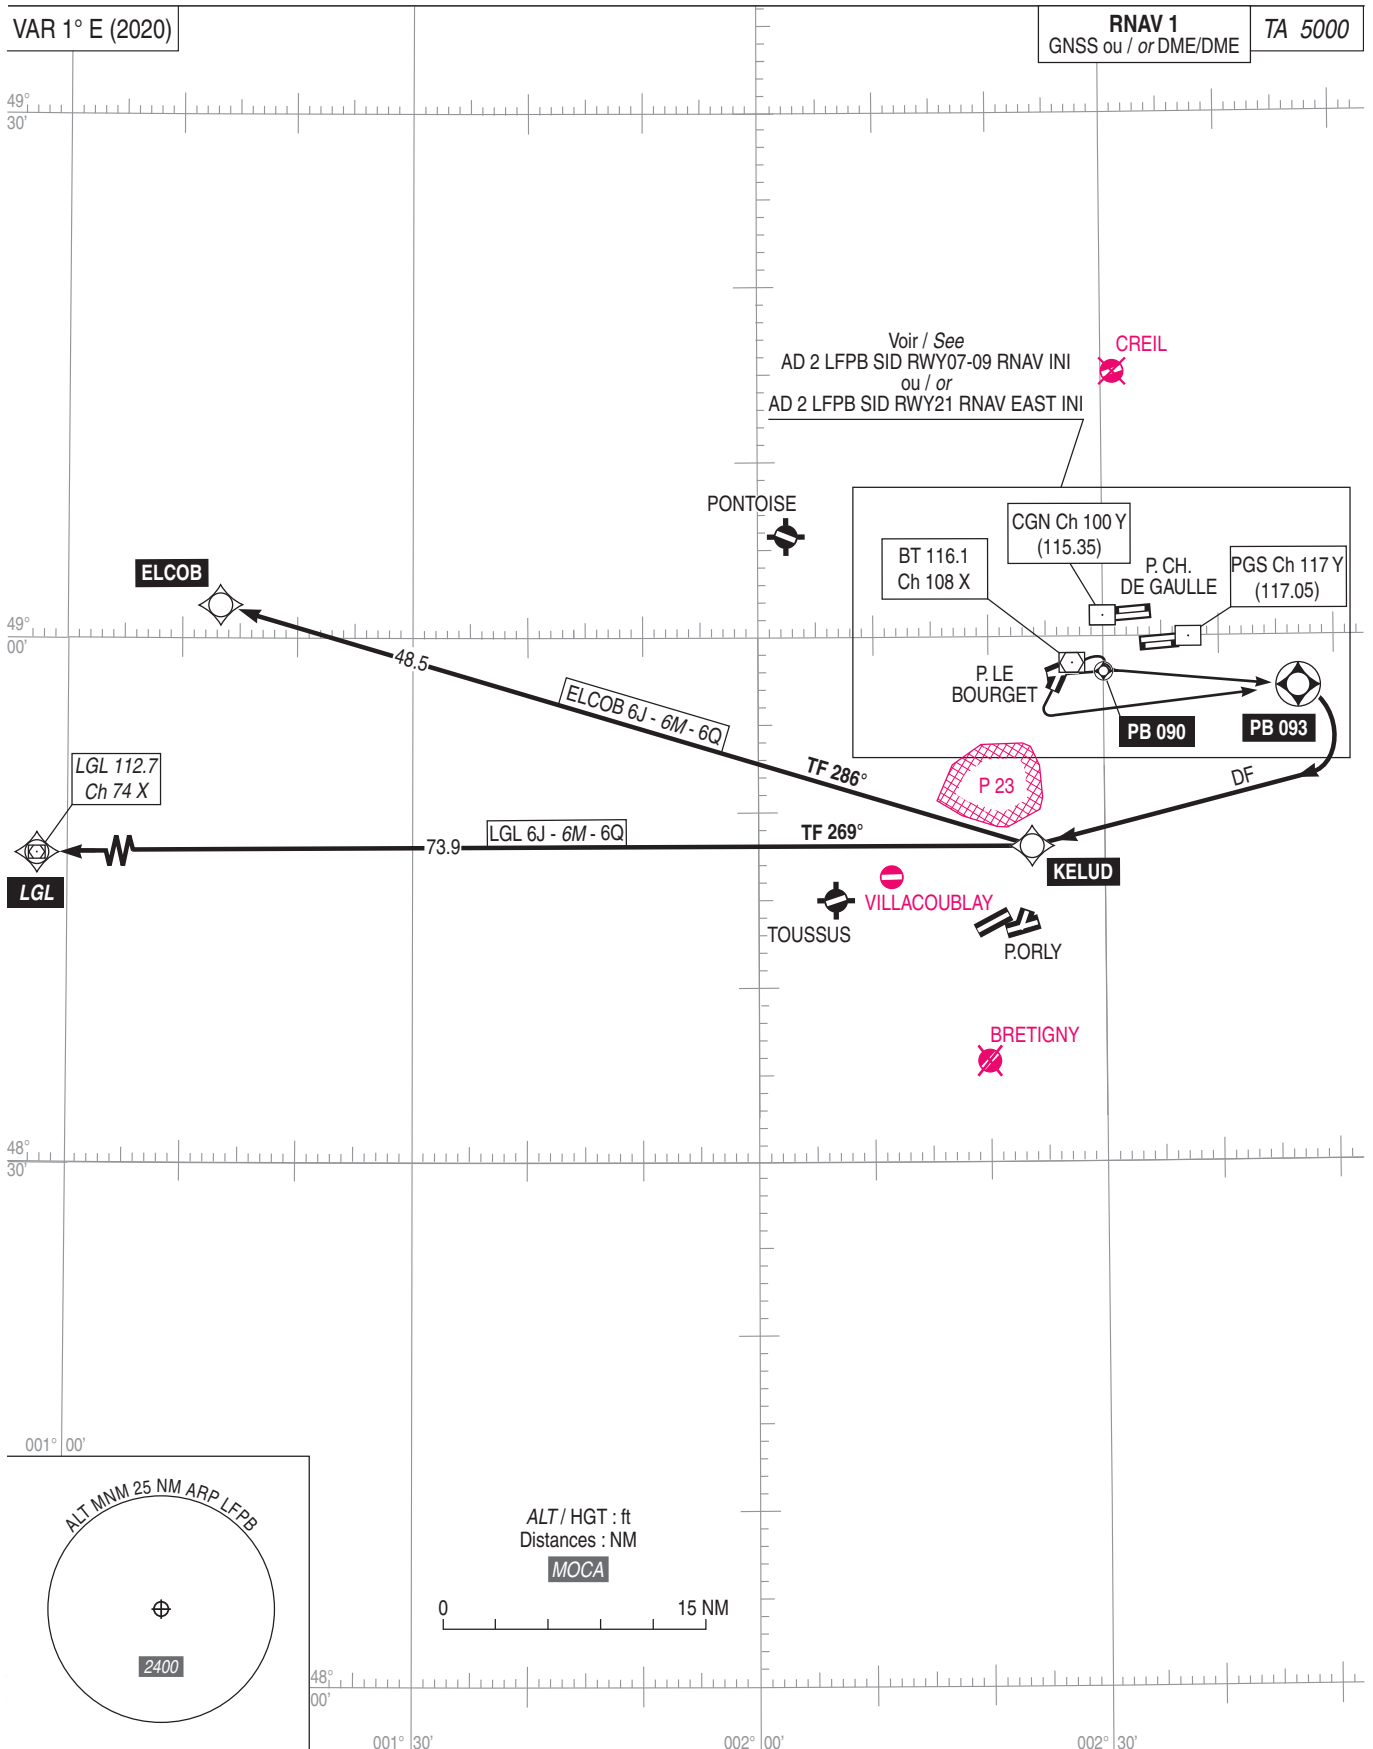 VAR 1° E (2020)
RNAV 1
GNSS ou / or DME/DME
TA 5000
49°
30'
Voir / See
AD 2 LFPB SID RWY07-09 RNAV INI
ou / or
AD 2 LFPB SID RWY21 RNAV EAST INI
CREIL
PONTOISE
CGN Ch 100 Y
(115.35)
BT 116.1
Ch 108 X
P. CH.
DE GAULLE
PGS Ch 117 Y
(117.05)
ELCOB
49°
00'
48.5
P. LE
BOURGET
PB 090
PB 093
ELCOB 6J - 6M - 6Q
LGL 112.7
Ch 74 X
TF 286°
P 23
DF
LGL 6J - 6M - 6Q
TF 269°
73.9
KELUD
LGL
VILLACOUBLAY
TOUSSUS
P.ORLY
BRETIGNY
48°
30'
001° 00'
ALT MNM 25 NM ARP LFPB
2400
ALT / HGT : ft
Distances : NM
MOCA
0
15 NM
48°
00'
001° 30'
002° 00'
002° 30'